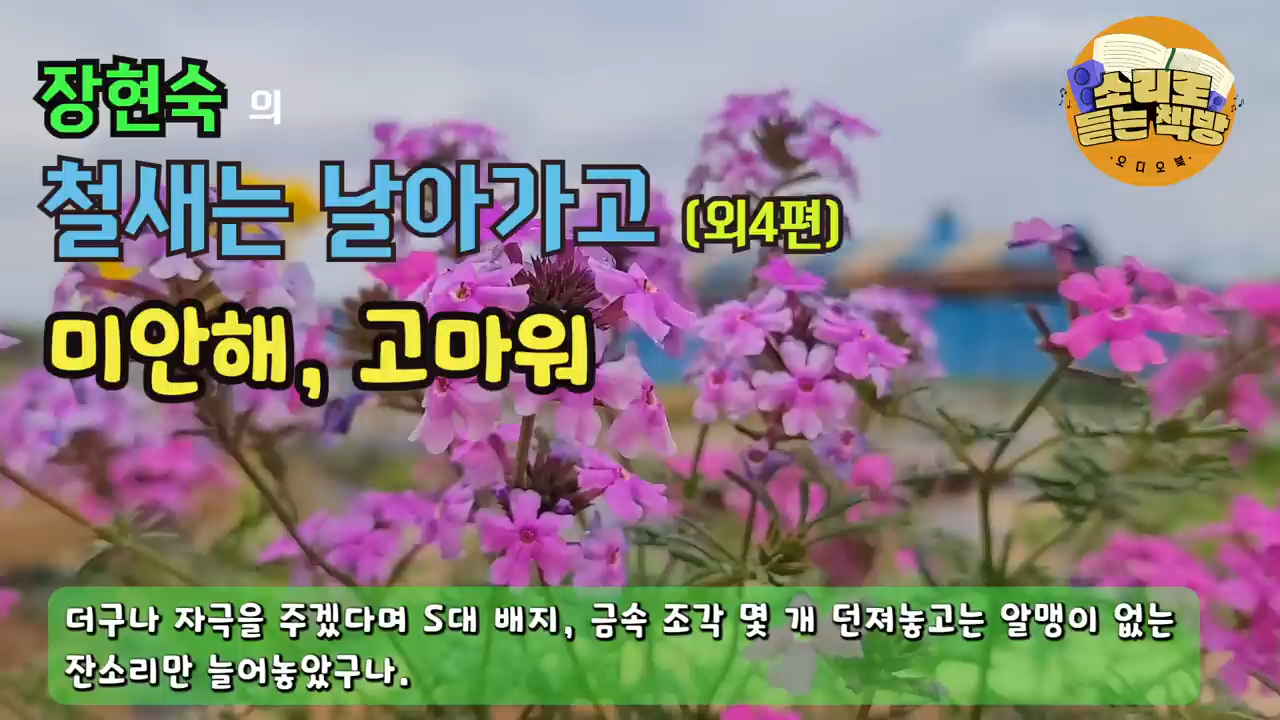 장현숙 의
철새는 날아가고 (외4편)
미안해, 고마워
소리로
듣는 책방
·오디오북·
더구나 자극을 주겠다며 S대 배지, 금속 조각 몇 개 던져놓고는 알맹이 없는
잔소리만 늘어놓았구나.